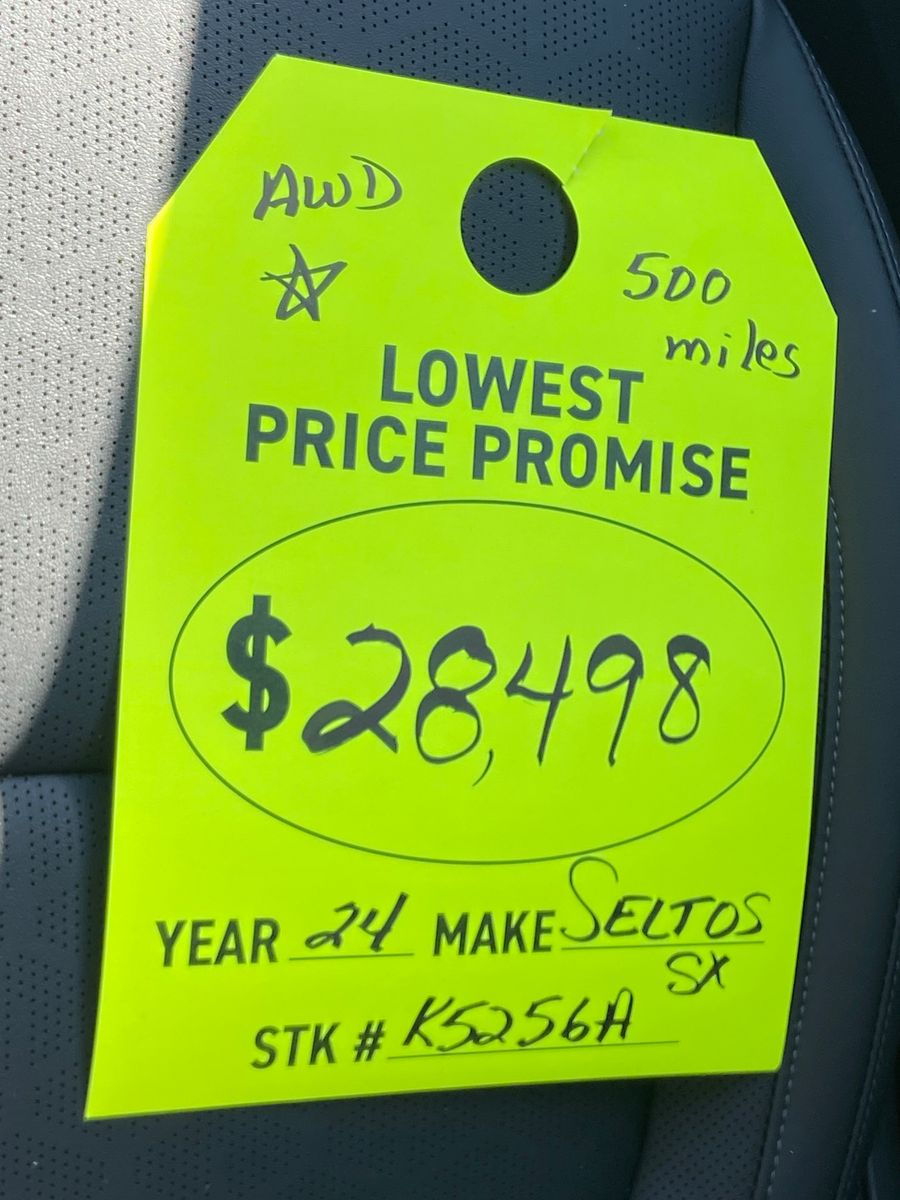 AWD
500
miles
LOWEST
PRICE PROMISE
$28,498
YEAR 24 MAKE SELTOS
SX
STK # K5256A